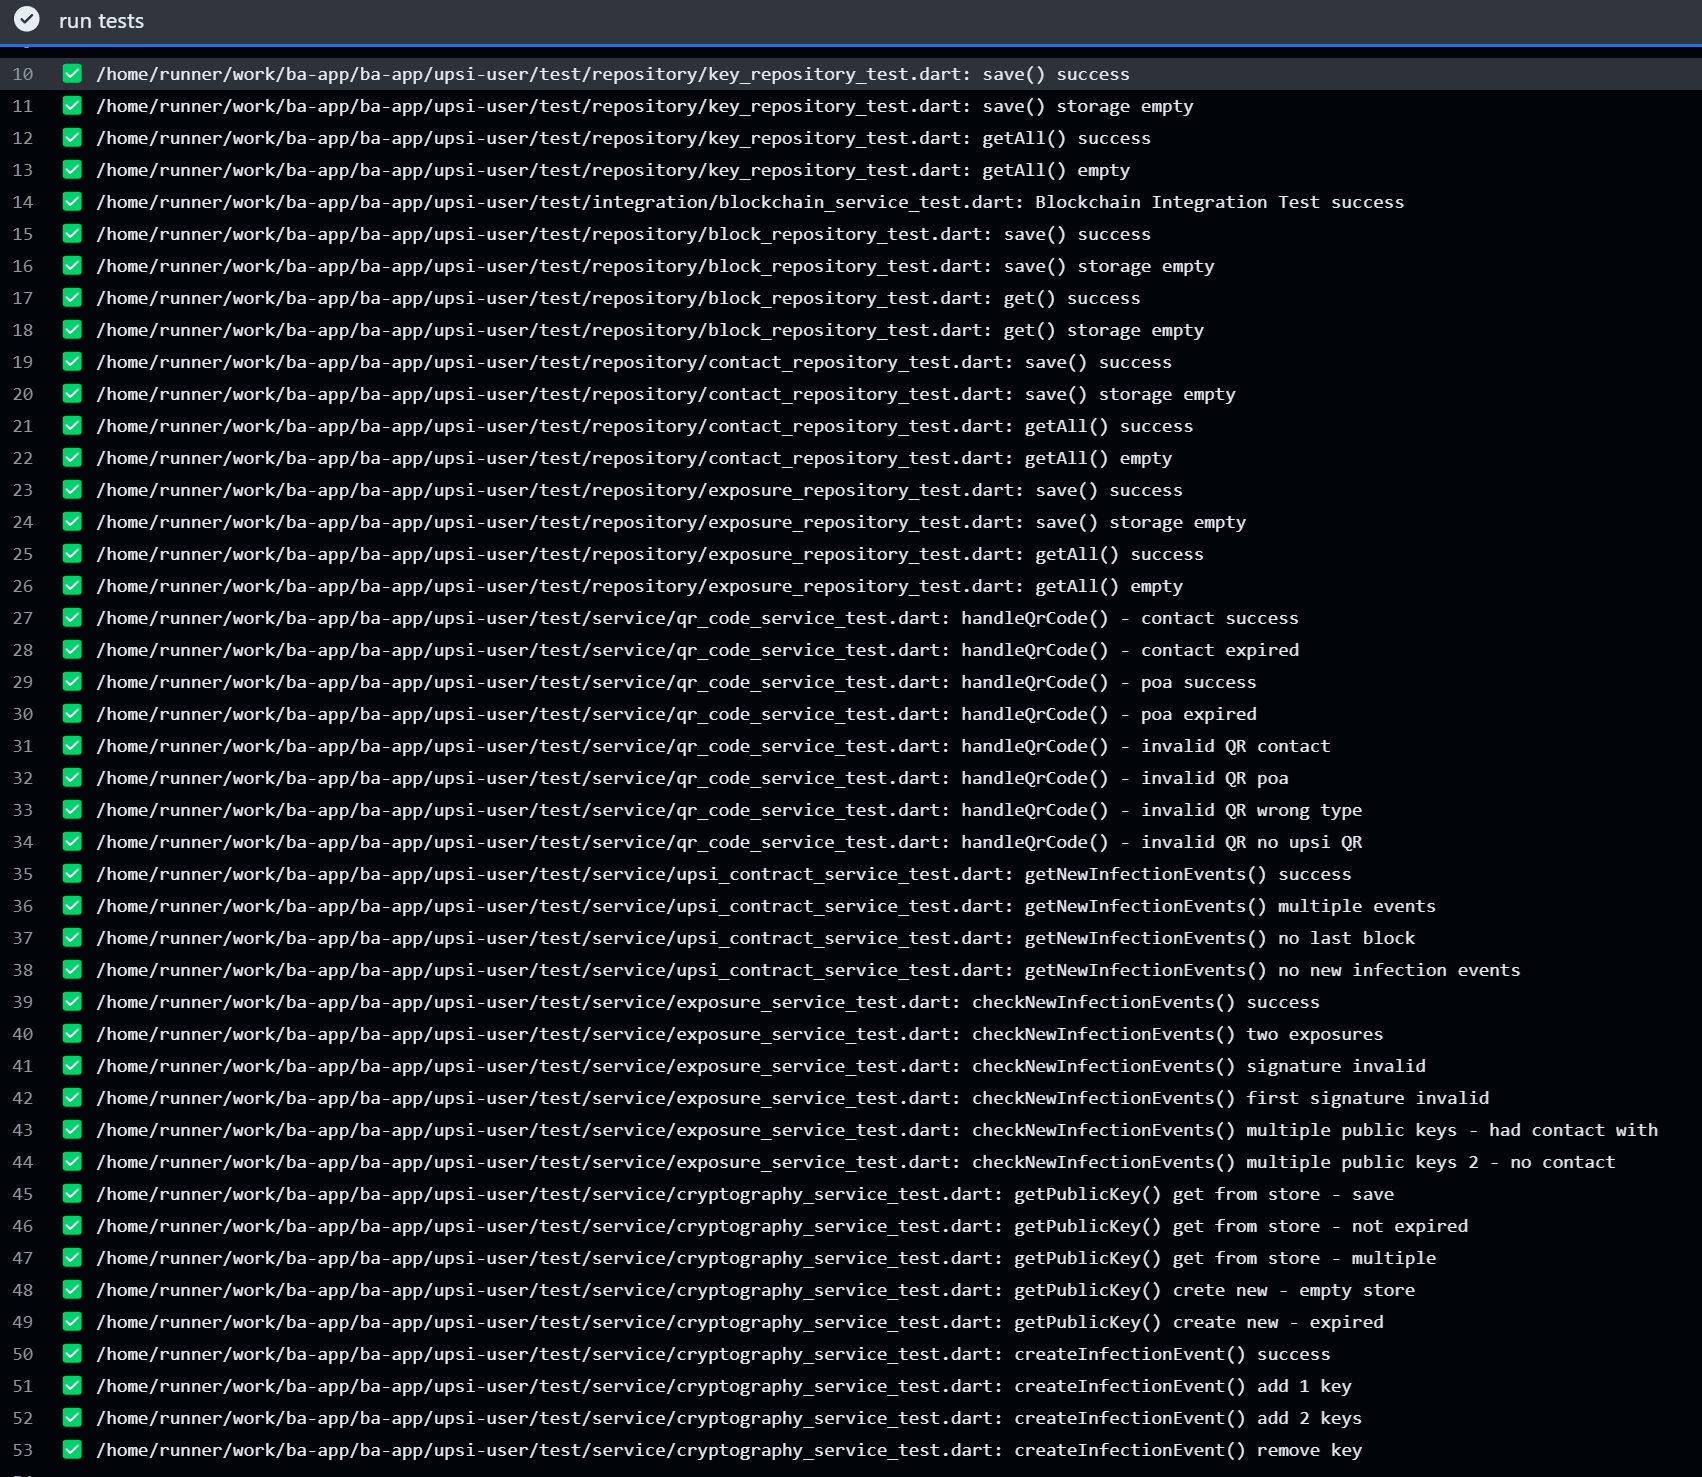 run tests
10 /home/runner/work/ba-app/ba-app/upsi-user/test/repository/key_repository_test.dart: save() success
11 /home/runner/work/ba-app/ba-app/upsi-user/test/repository/key_repository_test.dart: save() storage empty
12 /home/runner/work/ba-app/ba-app/upsi-user/test/repository/key_repository_test.dart: getAll() success
13 /home/runner/work/ba-app/ba-app/upsi-user/test/repository/key_repository_test.dart: getAll() empty
14 /home/runner/work/ba-app/ba-app/upsi-user/test/integration/blockchain_service_test.dart: Blockchain Integration Test success
15 /home/runner/work/ba-app/ba-app/upsi-user/test/repository/block_repository_test.dart: save() success
16 /home/runner/work/ba-app/ba-app/upsi-user/test/repository/block_repository_test.dart: save() storage empty
17 /home/runner/work/ba-app/ba-app/upsi-user/test/repository/block_repository_test.dart: get() success
18 /home/runner/work/ba-app/ba-app/upsi-user/test/repository/block_repository_test.dart: get() storage empty
19 /home/runner/work/ba-app/ba-app/upsi-user/test/repository/contact_repository_test.dart: save() success
20 /home/runner/work/ba-app/ba-app/upsi-user/test/repository/contact_repository_test.dart: save() storage empty
21 /home/runner/work/ba-app/ba-app/upsi-user/test/repository/contact_repository_test.dart: getAll() success
22 /home/runner/work/ba-app/ba-app/upsi-user/test/repository/contact_repository_test.dart: getAll() empty
23 /home/runner/work/ba-app/ba-app/upsi-user/test/repository/exposure_repository_test.dart: save() success
24 /home/runner/work/ba-app/ba-app/upsi-user/test/repository/exposure_repository_test.dart: save() storage empty
25 /home/runner/work/ba-app/ba-app/upsi-user/test/repository/exposure_repository_test.dart: getAll() success
26 /home/runner/work/ba-app/ba-app/upsi-user/test/repository/exposure_repository_test.dart: getAll() empty
27 /home/runner/work/ba-app/ba-app/upsi-user/test/service/qr_code_service_test.dart: handleQrCode() - contact success
28 /home/runner/work/ba-app/ba-app/upsi-user/test/service/qr_code_service_test.dart: handleQrCode() - contact expired
29 /home/runner/work/ba-app/ba-app/upsi-user/test/service/qr_code_service_test.dart: handleQrCode() - poa success
30 /home/runner/work/ba-app/ba-app/upsi-user/test/service/qr_code_service_test.dart: handleQrCode() - poa expired
31 /home/runner/work/ba-app/ba-app/upsi-user/test/service/qr_code_service_test.dart: handleQrCode() - invalid QR contact
32 /home/runner/work/ba-app/ba-app/upsi-user/test/service/qr_code_service_test.dart: handleQrCode() - invalid QR poa
33 /home/runner/work/ba-app/ba-app/upsi-user/test/service/qr_code_service_test.dart: handleQrCode() - invalid QR wrong type
34 /home/runner/work/ba-app/ba-app/upsi-user/test/service/qr_code_service_test.dart: handleQrCode() - invalid QR no upsi QR
35 /home/runner/work/ba-app/ba-app/upsi-user/test/service/upsi_contract_service_test.dart: getNewInfectionEvents() success
36 /home/runner/work/ba-app/ba-app/upsi-user/test/service/upsi_contract_service_test.dart: getNewInfectionEvents() multiple events
37 /home/runner/work/ba-app/ba-app/upsi-user/test/service/upsi_contract_service_test.dart: getNewInfectionEvents() no last block
38 /home/runner/work/ba-app/ba-app/upsi-user/test/service/upsi_contract_service_test.dart: getNewInfectionEvents() no new infection events
39 /home/runner/work/ba-app/ba-app/upsi-user/test/service/exposure_service_test.dart: checkNewInfectionEvents() success
40 /home/runner/work/ba-app/ba-app/upsi-user/test/service/exposure_service_test.dart: checkNewInfectionEvents() two exposures
41 /home/runner/work/ba-app/ba-app/upsi-user/test/service/exposure_service_test.dart: checkNewInfectionEvents() signature invalid
42 /home/runner/work/ba-app/ba-app/upsi-user/test/service/exposure_service_test.dart: checkNewInfectionEvents() first signature invalid
43 /home/runner/work/ba-app/ba-app/upsi-user/test/service/exposure_service_test.dart: checkNewInfectionEvents() multiple public keys - had contact with
44 /home/runner/work/ba-app/ba-app/upsi-user/test/service/exposure_service_test.dart: checkNewInfectionEvents() multiple public keys 2 - no contact
45 /home/runner/work/ba-app/ba-app/upsi-user/test/service/cryptography_service_test.dart: getPublicKey() get from store - save
46 /home/runner/work/ba-app/ba-app/upsi-user/test/service/cryptography_service_test.dart: getPublicKey() get from store - not expired
47 /home/runner/work/ba-app/ba-app/upsi-user/test/service/cryptography_service_test.dart: getPublicKey() get from store - multiple
48 /home/runner/work/ba-app/ba-app/upsi-user/test/service/cryptography_service_test.dart: getPublicKey() crete new - empty store
49 /home/runner/work/ba-app/ba-app/upsi-user/test/service/cryptography_service_test.dart: getPublicKey() create new - expired
50 /home/runner/work/ba-app/ba-app/upsi-user/test/service/cryptography_service_test.dart: createInfectionEvent() success
51 /home/runner/work/ba-app/ba-app/upsi-user/test/service/cryptography_service_test.dart: createInfectionEvent() add 1 key
52 /home/runner/work/ba-app/ba-app/upsi-user/test/service/cryptography_service_test.dart: createInfectionEvent() add 2 keys
53 /home/runner/work/ba-app/ba-app/upsi-user/test/service/cryptography_service_test.dart: createInfectionEvent() remove key